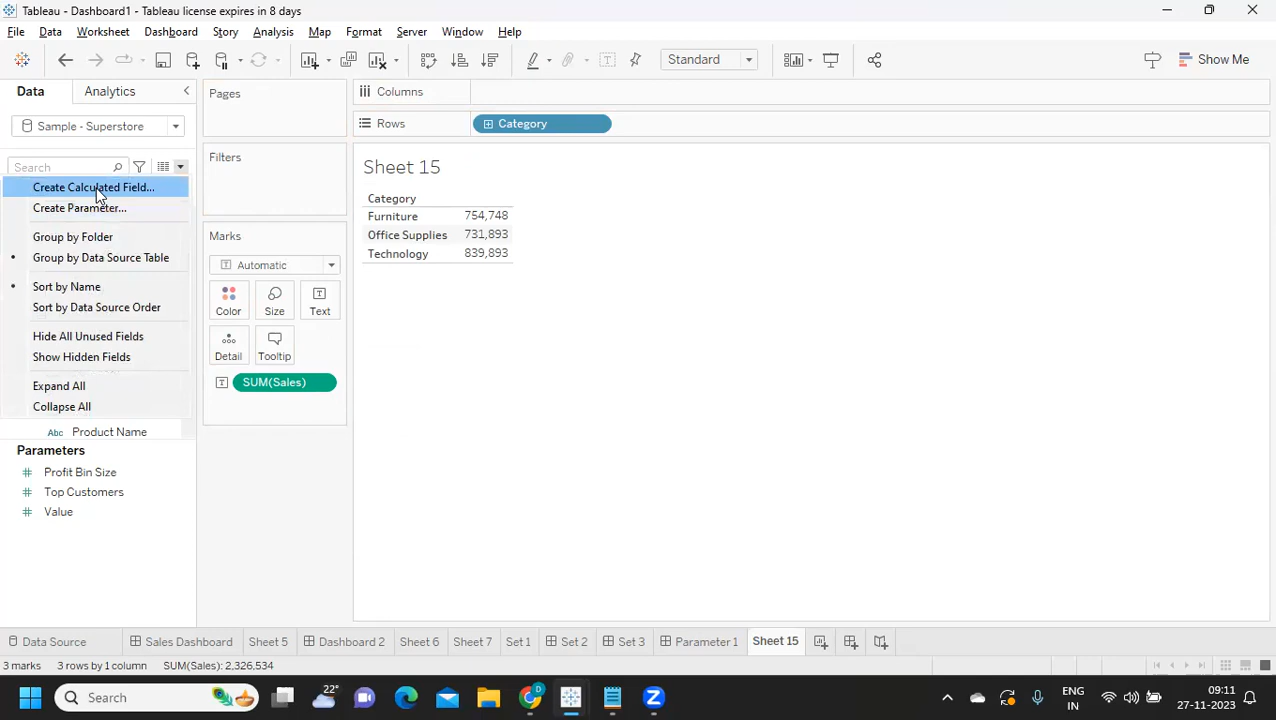 Tableau - Dashboard1 - Tableau license expires in 8 days
File Data Worksheet Dashboard Story Analysis Map Format Server Window Help
Standard
Show Me
Data Analytics
Sample - Superstore
Search
Create Calculated Field...
Create Parameter...
Group by Folder
Group by Data Source Table
Sort by Name
Sort by Data Source Order
Hide All Unused Fields
Show Hidden Fields
Expand All
Collapse All
Abc Product Name
Parameters
Profit Bin Size
Top Customers
Value
Pages
Filters
Marks
Automatic
Color Size Text
Detail Tooltip
SUM(Sales)
Columns
Rows Category
Sheet 15
Category
Furniture 754,748
Office Supplies 731,893
Technology 839,893
Data Source Sales Dashboard Sheet 5 Dashboard 2 Sheet 6 Sheet 7 Set 1 Set 2 Set 3 Parameter 1 Sheet 15
3 marks 3 rows by 1 column SUM(Sales): 2,326,534
Search
22°
ENG
IN
09:11
27-11-2023